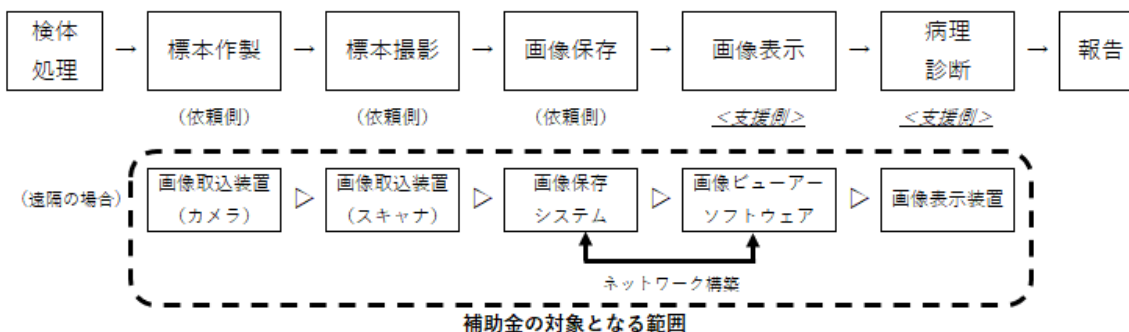 検体
処理
→
標本作製
→
標本撮影
→
画像保存
→
画像表示
→
病理
診断
→
報告
(依頼側)
(依頼側)
(依頼側)
<支援側>
<支援側>
(遠隔の場合)
画像取込装置
(カメラ)
▷
画像取込装置
(スキャナ)
▷
画像保存
システム
▷
画像ビューアー
ソフトウェア
▷
画像表示装置
ネットワーク構築
補助金の対象となる範囲